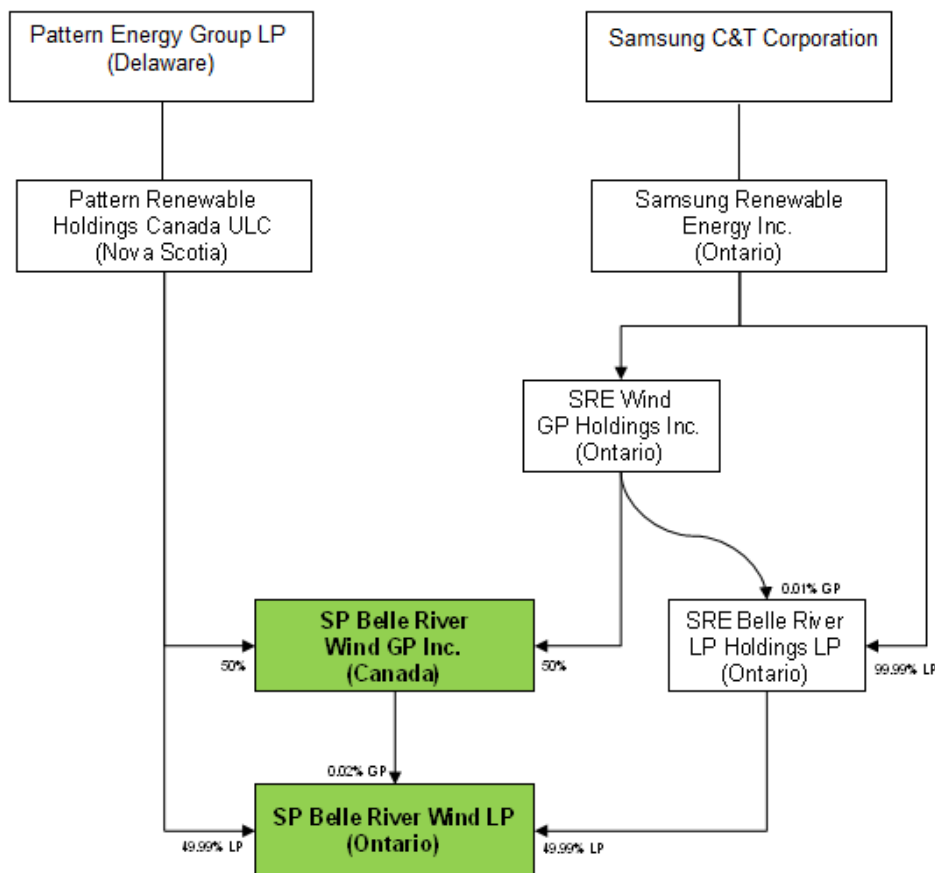 Pattern Energy Group LP
(Delaware)
Samsung C&T Corporation
Pattern Renewable
Holdings Canada ULC
(Nova Scotia)
Samsung Renewable
Energy Inc.
(Ontario)
SRE Wind
GP Holdings Inc.
(Ontario)
0.01% GP
SP Belle River
Wind GP Inc.
(Canada)
SRE Belle River
LP Holdings LP
(Ontario)
50%
50%
99.99% LP
0.02% GP
SP Belle River Wind LP
(Ontario)
49.99% LP
49.99% LP